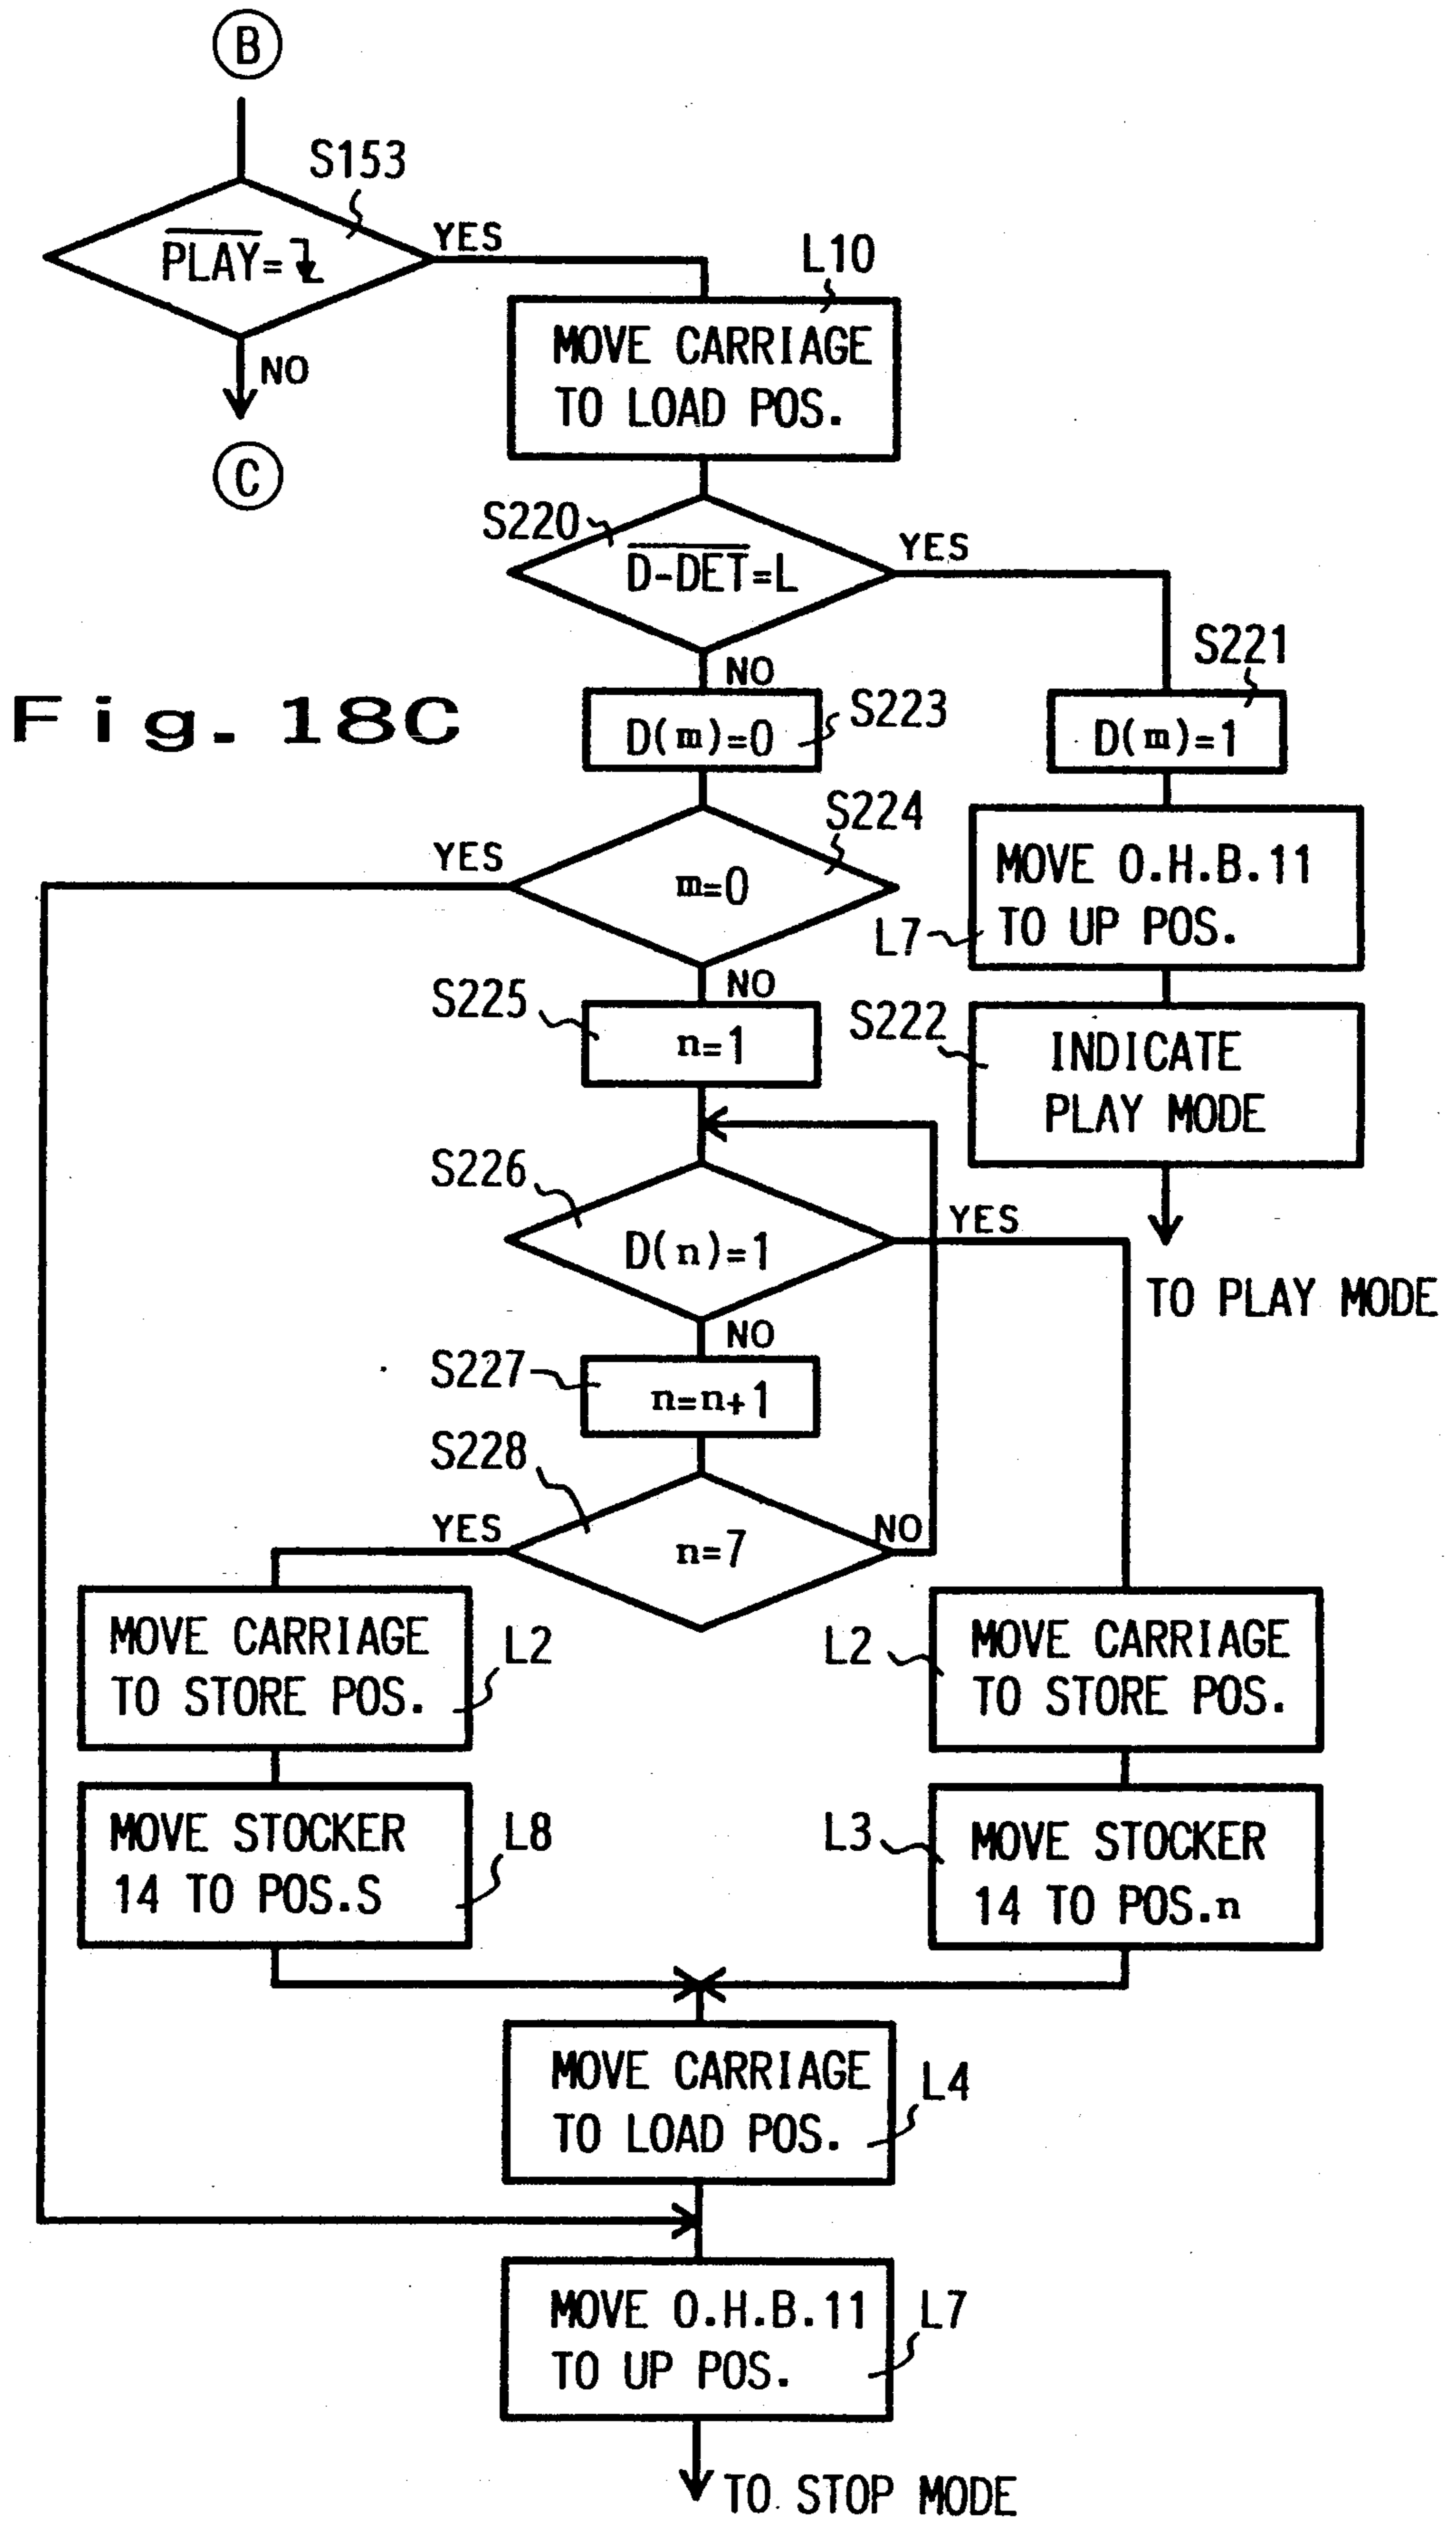 B
S153
PLAY=
YES
NO
C
L10
MOVE CARRIAGE
TO LOAD POS.
S220
D-DET=L
YES
NO
S221
D(m)=1
Fig. 18C
S223
D(m)=0
S224
YES
m=0
NO
MOVE O.H.B.11
TO UP POS.
L7
S225
n=1
S222
INDICATE
PLAY MODE
TO PLAY MODE
S226
D(n)=1
YES
NO
S227
n=n+1
S228
YES
n=7
NO
MOVE CARRIAGE
TO STORE POS.
L2
L2
MOVE CARRIAGE
TO STORE POS.
MOVE STOCKER
14 TO POS.S
L8
L3
MOVE STOCKER
14 TO POS.n
MOVE CARRIAGE
TO LOAD POS.
L4
MOVE O.H.B.11
TO UP POS.
L7
TO STOP MODE